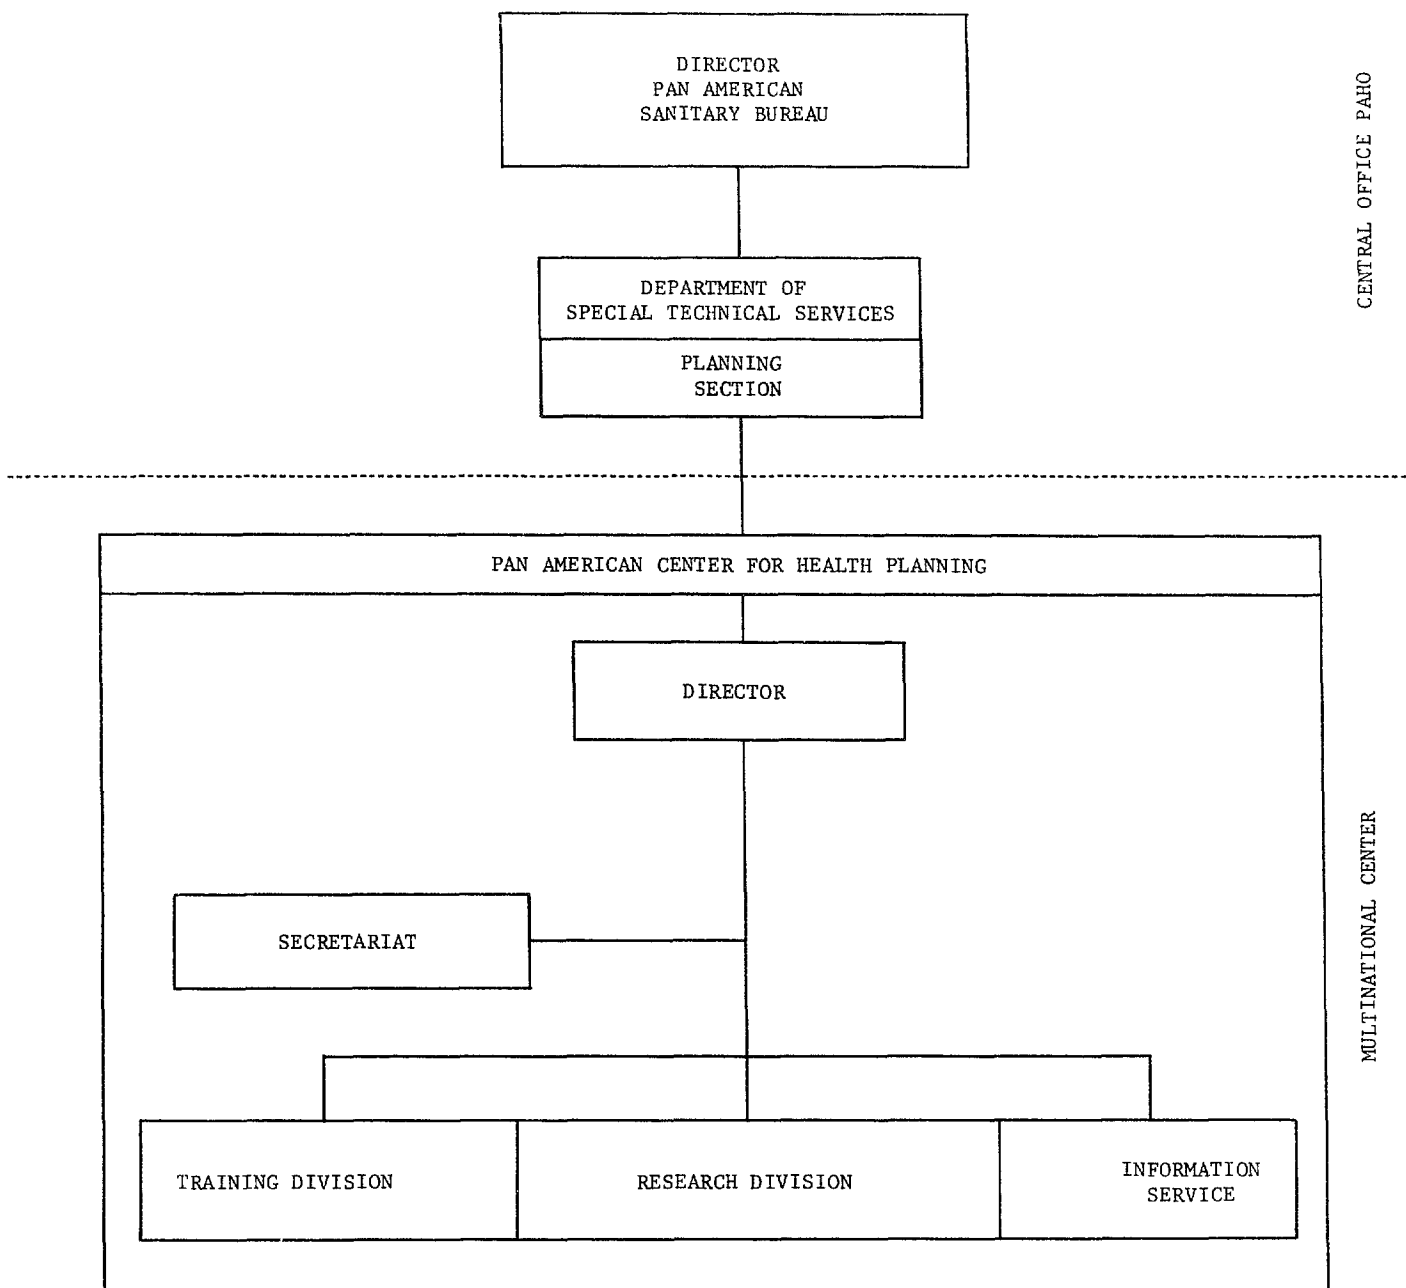 DIRECTOR
PAN AMERICAN
SANITARY BUREAU
CENTRAL OFFICE PAHO
DEPARTMENT OF
SPECIAL TECHNICAL SERVICES
PLANNING
SECTION
PAN AMERICAN CENTER FOR HEALTH PLANNING
DIRECTOR
SECRETARIAT
MULTINATIONAL CENTER
TRAINING DIVISION
RESEARCH DIVISION
INFORMATION
SERVICE